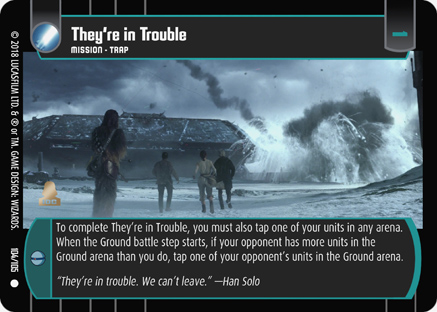 They're in Trouble
MISSION · TRAP
To complete They're in Trouble, you must also tap one of your units in any arena.
When the Ground battle step starts, if your opponent has more units in the
Ground arena than you do, tap one of your opponent's units in the Ground arena.
"They're in trouble. We can't leave." —Han Solo
© 2018 LUCASFILM LTD. & ® or TM. GAME DESIGN: WIZARDS.
104/105